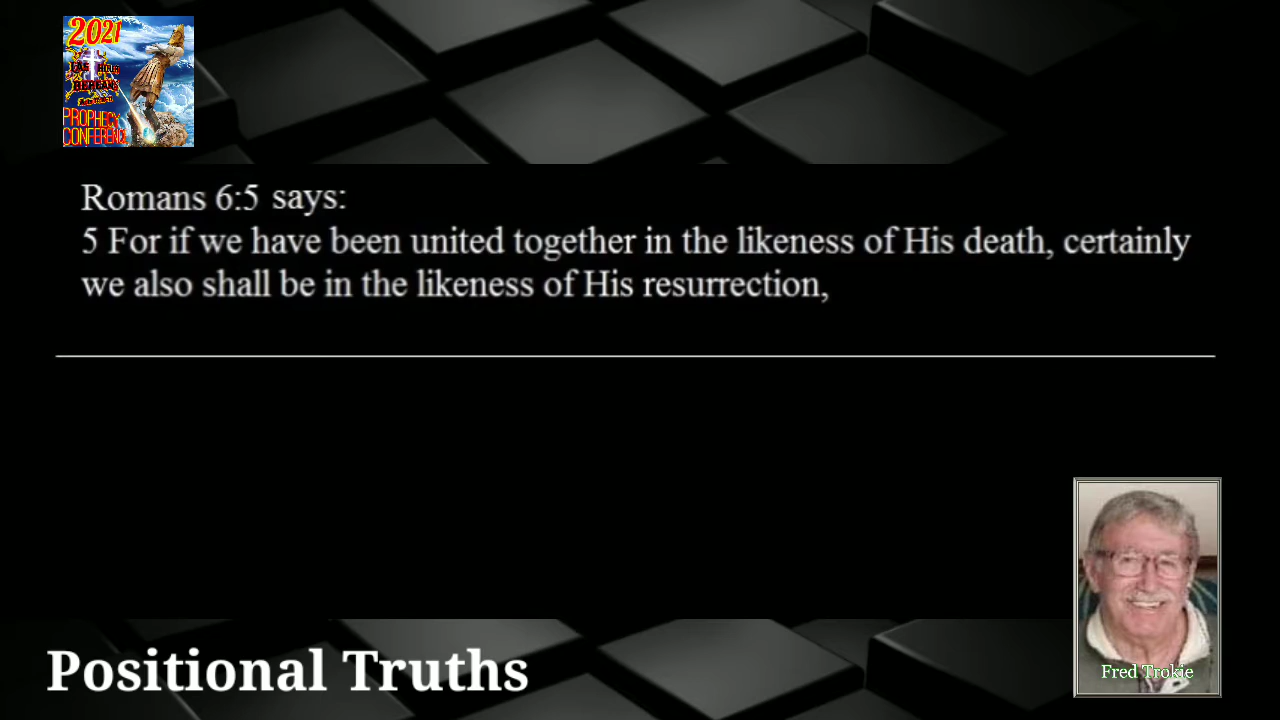 2021
PROPHECY
CONFERENCE
Romans 6:5 says:
5 For if we have been united together in the likeness of His death, certainly
we also shall be in the likeness of His resurrection,
Fred Trokie
Positional Truths